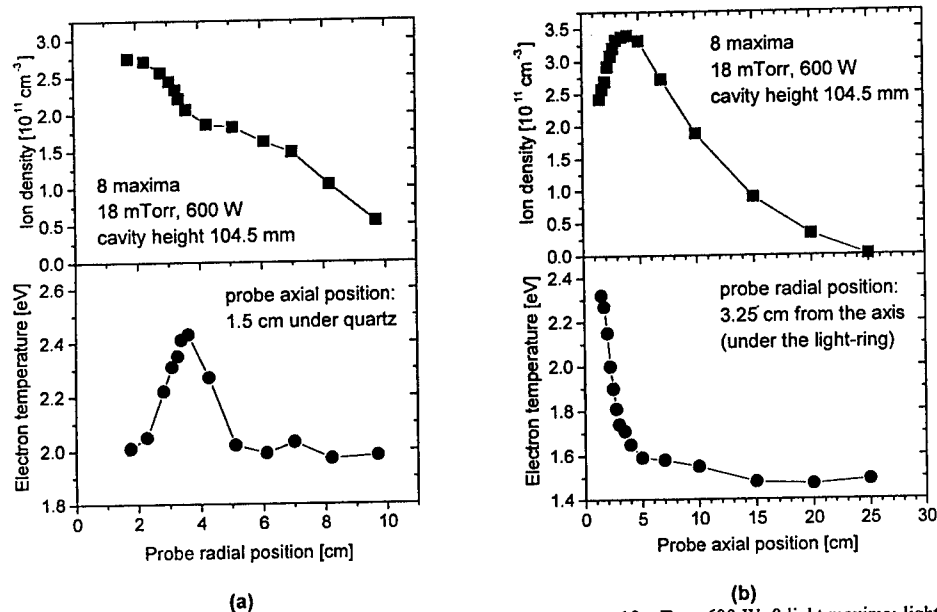 3.0
2.5
2.0
1.5
1.0
0.5
0.0
Ion density [10¹¹ cm⁻³]
8 maxima
18 mTorr, 600 W
cavity height 104.5 mm
2.6
2.4
2.2
2.0
1.8
Electron temperature [eV]
probe axial position:
1.5 cm under quartz
0 2 4 6 8 10
Probe radial position [cm]
(a)
3.5
3.0
2.5
2.0
1.5
1.0
0.5
0.0
Ion density [10¹¹ cm⁻³]
8 maxima
18 mTorr, 600 W
cavity height 104.5 mm
2.4
2.2
2.0
1.8
1.6
1.4
Electron temperature [eV]
probe radial position:
3.25 cm from the axis
(under the light-ring)
0 5 10 15 20 25 30
Probe axial position [cm]
(b)